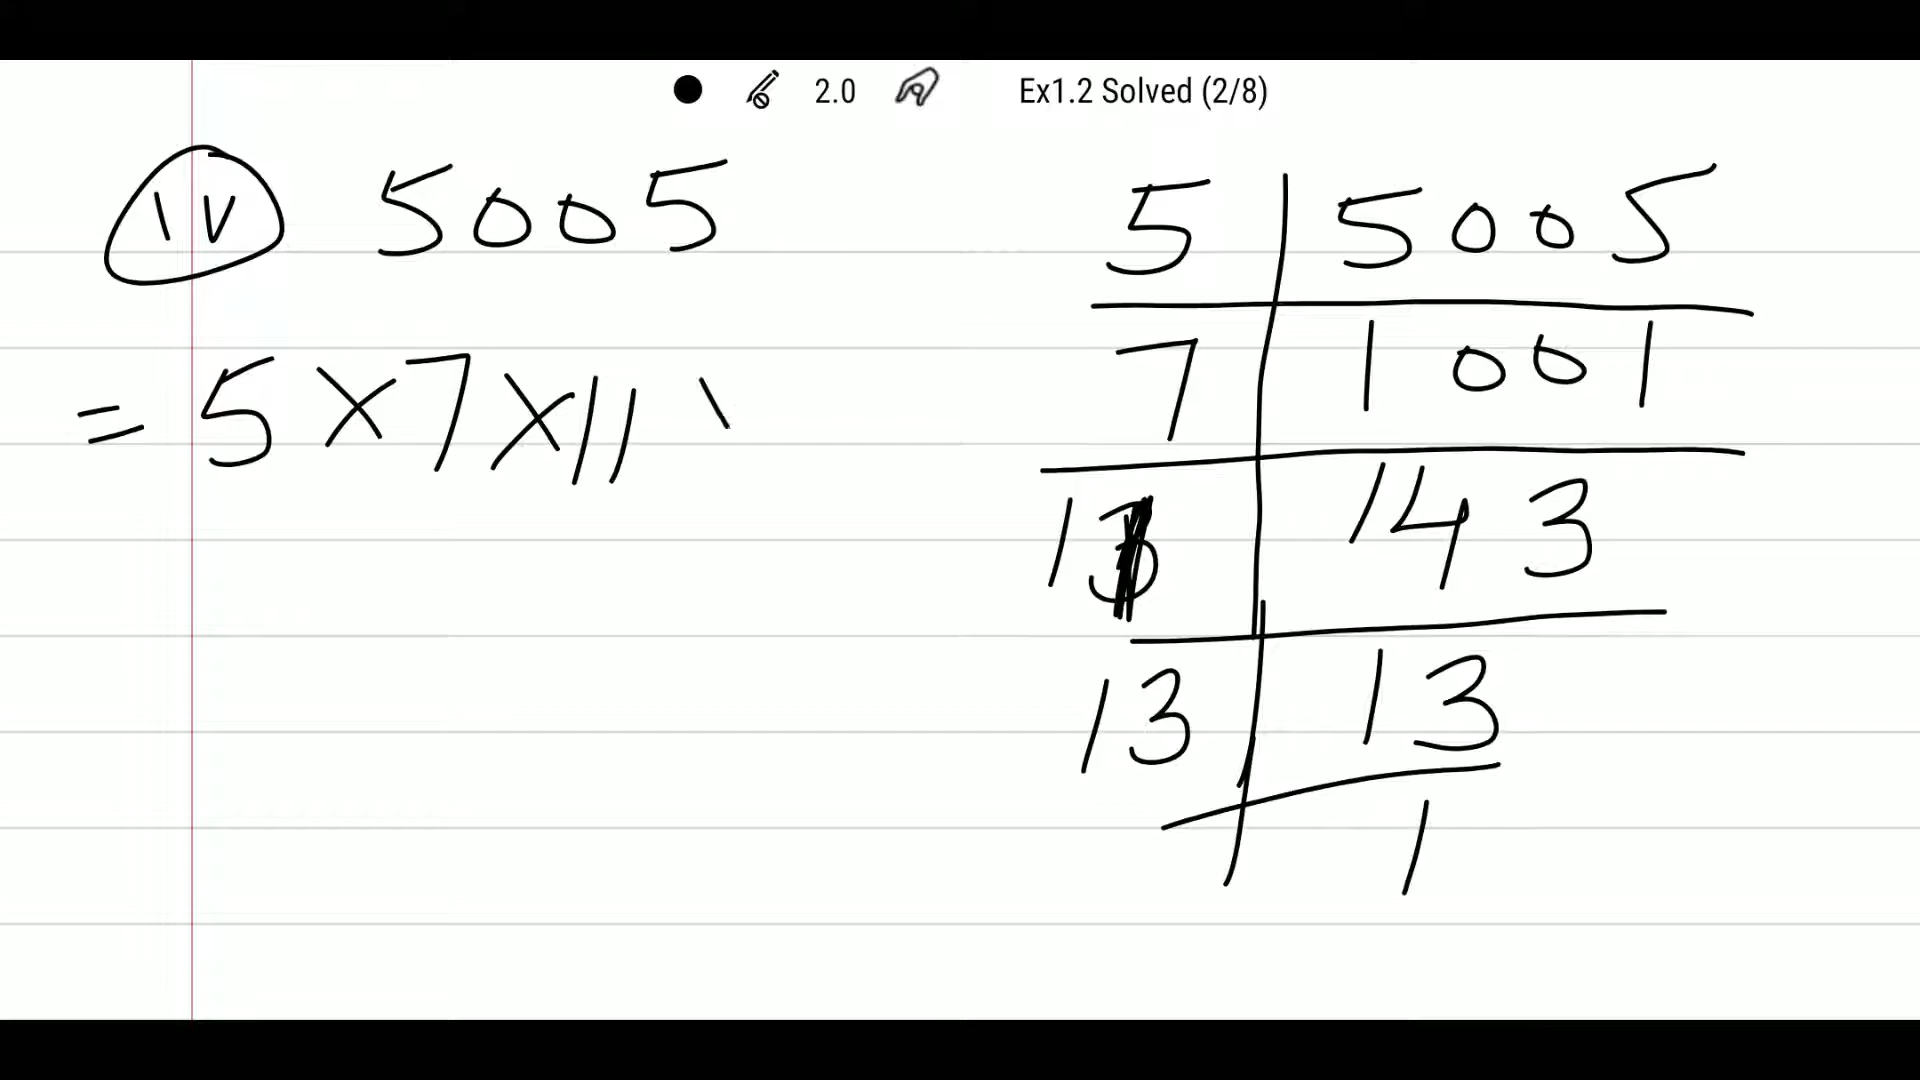 2.0 Ex1.2 Solved (2/8)
iv 5005
= 5 × 7 × 11 \
5 | 5005
7 | 1001
11 | 143
13 | 13
1